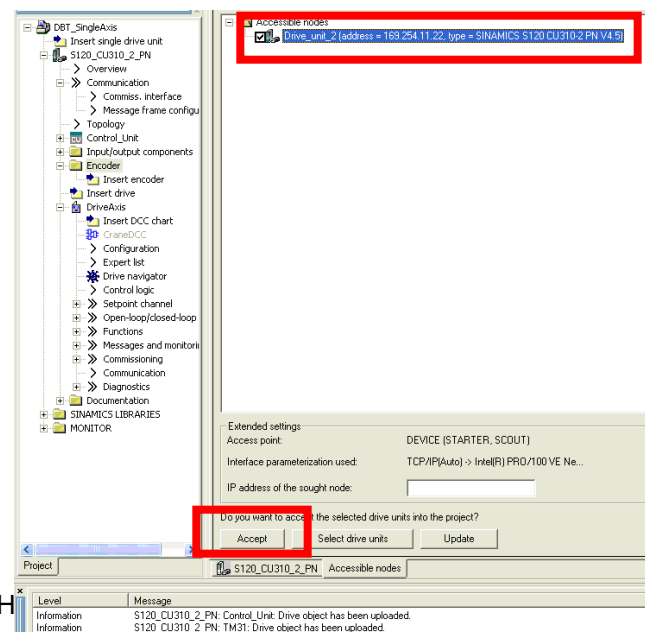 DBT_SingleAxis
Insert single drive unit
S120_CU310_2_PN
Overview
Communication
Commiss. interface
Message frame configu
Topology
Control_Unit
Input/output components
Encoder
Insert encoder
Insert drive
DriveAxis
Insert DCC chart
CraneDCC
Configuration
Expert list
Drive navigator
Control logic
Setpoint channel
Open-loop/closed-loop
Functions
Messages and monitorin
Commissioning
Communication
Diagnostics
Documentation
SINAMICS LIBRARIES
MONITOR
Project
Accessible nodes
Drive_unit_2 (address = 169.254.11.22, type = SINAMICS S120 CU310-2 PN V4.5)
Extended settings
Access point: DEVICE (STARTER, SCOUT)
Interface parameterization used: TCP/IP(Auto) -> Intel(R) PRO/100 VE Ne...
IP address of the sought node:
Do you want to accept the selected drive units into the project?
Accept Select drive units Update
S120_CU310_2_PN Accessible nodes
H
Level Message
Information S120_CU310_2_PN: Control_Unit: Drive object has been uploaded.
Information S120_CU310_2_PN: TM31: Drive object has been uploaded.